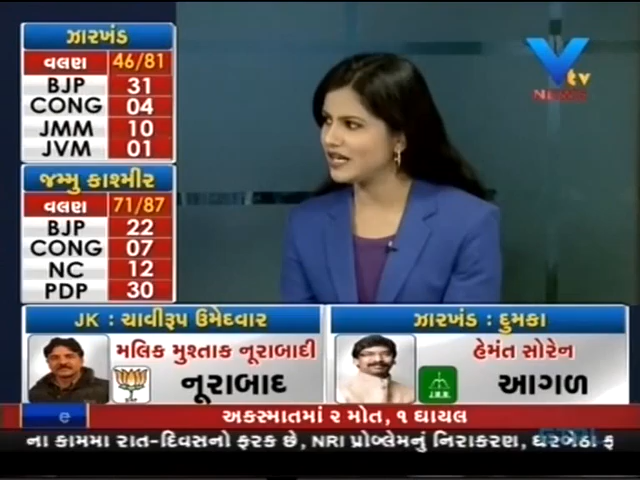 ઝારખંડ
વલણ 46/81
BJP 31
CONG 04
JMM 10
JVM 01
જમ્મુ કાશ્મીર
વલણ 71/87
BJP 22
CONG 07
NC 12
PDP 30
Vtv
NEWS
JK : ચાવીરૂપ ઉમેદવાર
મલિક મુશ્તાક નૂરાબાદી
નૂરાબાદ
ઝારખંડ : દુમકા
હેમંત સોરેન
J.M.M.
આગળ
e
અકસ્માતમાં ૨ મોત, ૧ ઘાયલ
ના કામમા રાત-દિવસનો ફરક છે, NRI પ્રોબ્લેમનું નિરાકરણ, ઘરબેઠા ફ